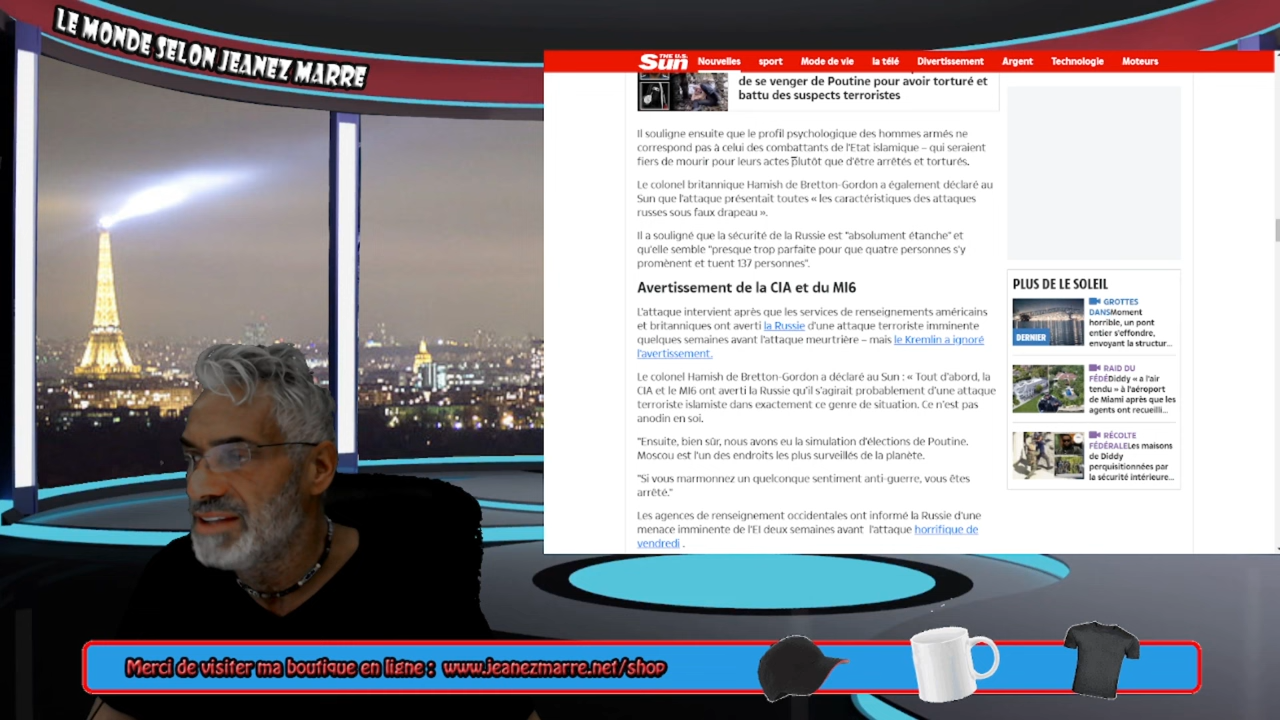 LE MONDE SELON JEANEZ MARRE
THE U.S. Sun
Nouvelles sport Mode de vie la télé Divertissement Argent Technologie Moteurs
de se venger de Poutine pour avoir torturé et
battu des suspects terroristes
Il souligne ensuite que le profil psychologique des hommes armés ne
correspond pas à celui des combattants de l'Etat islamique – qui seraient
fiers de mourir pour leurs actes plutôt que d'être arrêtés et torturés.
Le colonel britannique Hamish de Bretton-Gordon a également déclaré au
Sun que l'attaque présentait toutes « les caractéristiques des attaques
russes sous faux drapeau ».
Il a souligné que la sécurité de la Russie est "absolument étanche" et
qu'elle semble "presque trop parfaite pour que quatre personnes s'y
promènent et tuent 137 personnes".
Avertissement de la CIA et du MI6
L'attaque intervient après que les services de renseignements américains
et britanniques ont averti la Russie d'une attaque terroriste imminente
quelques semaines avant l'attaque meurtrière – mais le Kremlin a ignoré
l'avertissement.
Le colonel Hamish de Bretton-Gordon a déclaré au Sun : « Tout d'abord, la
CIA et le MI6 ont averti la Russie qu'il s'agirait probablement d'une attaque
terroriste islamiste dans exactement ce genre de situation. Ce n'est pas
anodin en soi.
"Ensuite, bien sûr, nous avons eu la simulation d'élections de Poutine.
Moscou est l'un des endroits les plus surveillés de la planète.
"Si vous marmonnez un quelconque sentiment anti-guerre, vous êtes
arrêté."
Les agences de renseignement occidentales ont informé la Russie d'une
menace imminente de l'EI deux semaines avant l'attaque horrifique de
vendredi .
PLUS DE LE SOLEIL
DERNIER
GROTTES
DANSMoment
horrible, un pont
entier s'effondre,
envoyant la structur...
RAID DU
FÉDÉDiddy « a l'air
tendu » à l'aéroport
de Miami après que les
agents ont recueilli...
RÉCOLTE
FÉDÉRALELes maisons
de Diddy
perquisitionnées par
la sécurité intérieure...
Merci de visiter ma boutique en ligne : www.jeanezmarre.net/shop